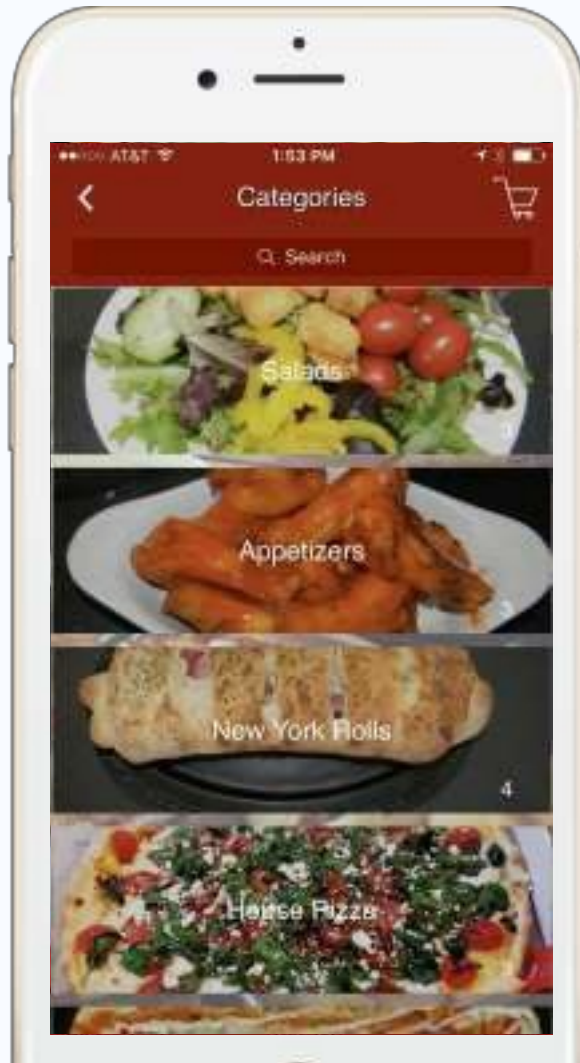 AT&T 1:53 PM
Categories
Search
Salads
Appetizers
New York Rolls
4
House Pizza